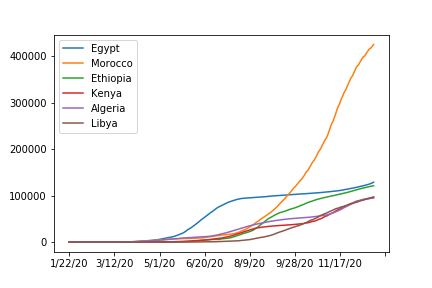 400000
300000
200000
100000
0
Egypt
Morocco
Ethiopia
Kenya
Algeria
Libya
1/22/20 3/12/20 5/1/20 6/20/20 8/9/20 9/28/20 11/17/20